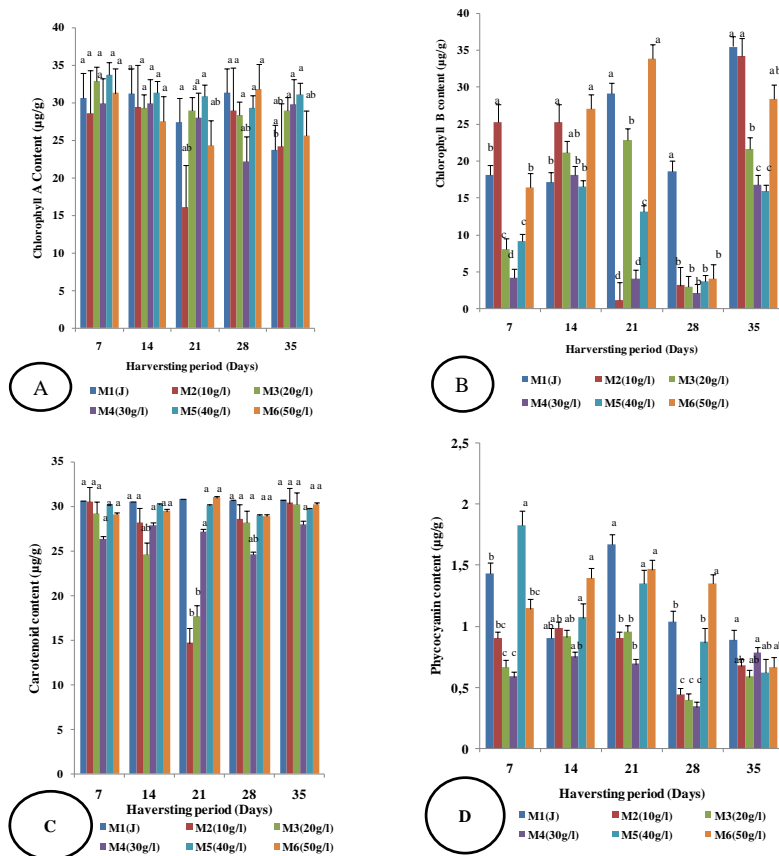 Chlorophyll A Content (µg/g)
40
35
30
25
20
15
10
5
0
a a a a a a
a a a a a a
a ab a a a ab
a a a ab a a
a b ab a a a ab
7 14 21 28 35
Harversting period (Days)
A
M1(J) M2(10g/l) M3(20g/l)
M4(30g/l) M5(40g/l) M6(50g/l)
Chlorophyll B content (µg/g)
40
35
30
25
20
15
10
5
0
b a c d c b
b a ab b b a
a d b d c a
a b b b b b
a a b c c ab
7 14 21 28 35
Harversting period (Days)
B
M1(J) M2(10g/l) M3(20g/l)
M4(30g/l) M5(40g/l) M6(50g/l)
Carotenoid content (µg/g)
35
30
25
20
15
10
5
0
a a a a a a
a a b a a a
a b b a a a
a a a ab a a
a a a a a a
7 14 21 28 35
Haversting period (Days)
C
M1(J) M2(10g/l) M3(20g/l)
M4(30g/l) M5(40g/l) M6(50g/l)
Phycocyanin content (µg/g)
2,5
2
1,5
1
0,5
0
b bc c c a bc
ab ab ab b a a
a b b b a a
b c c c b a
a ab ab a ab ab
7 14 21 28 35
Haversting period (Days)
D
M1(J) M2(10g/l) M3(20g/l)
M4(30g/l) M5(40g/l) M6(50g/l)